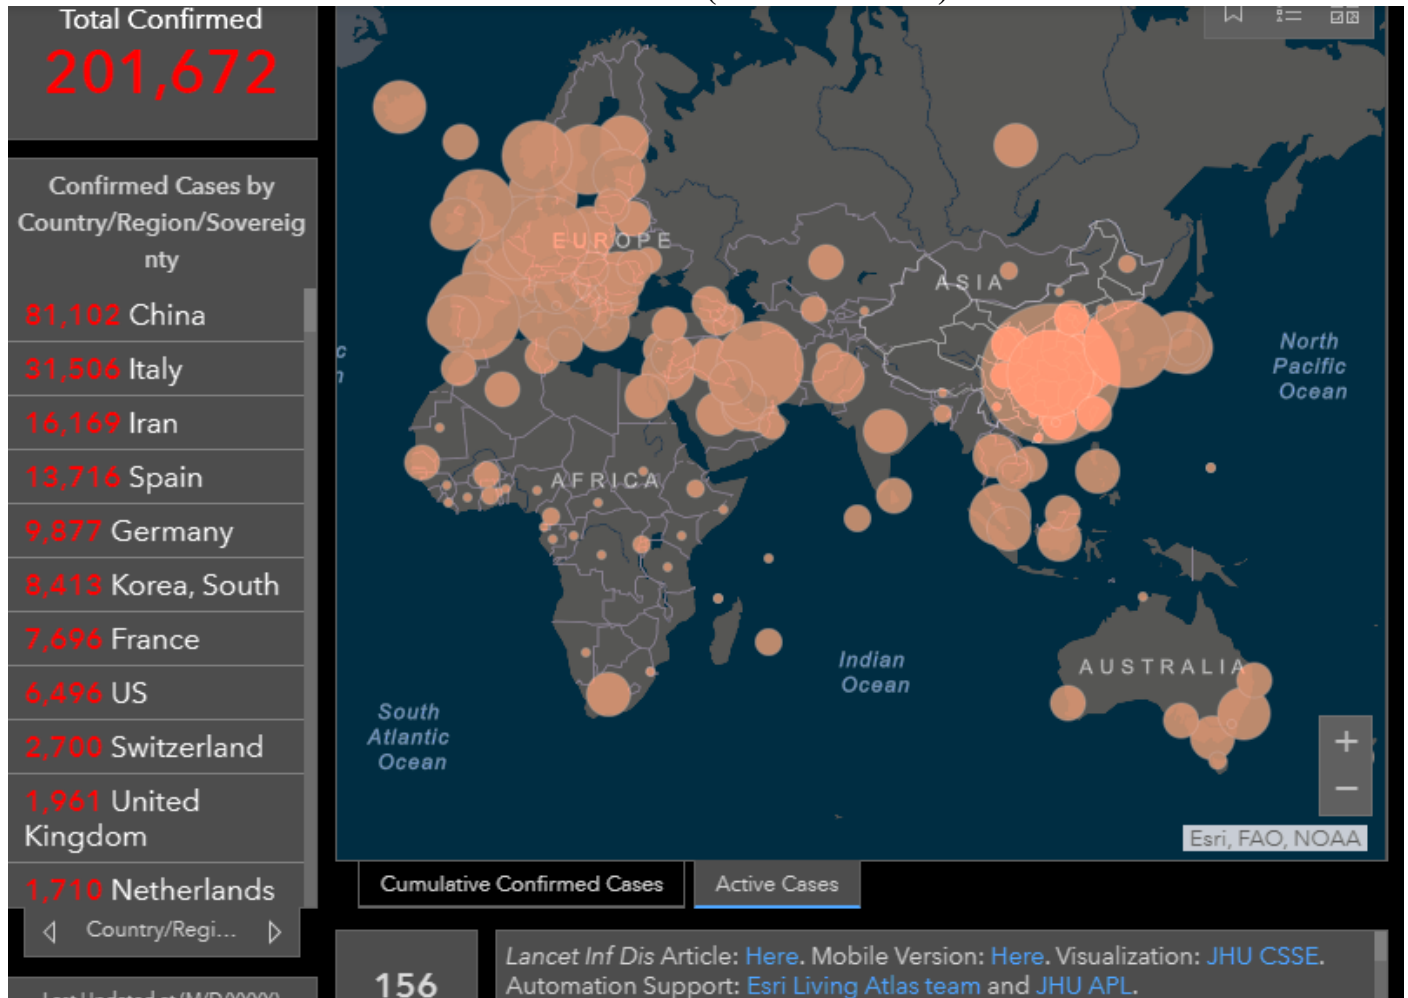 Total Confirmed
201,672
Confirmed Cases by
Country/Region/Sovereig
nty
81,102 China
31,506 Italy
16,169 Iran
13,716 Spain
9,877 Germany
8,413 Korea, South
7,696 France
6,496 US
2,700 Switzerland
1,961 United
Kingdom
1,710 Netherlands
Country/Regi...
EUROPE
ASIA
AFRICA
AUSTRALIA
North
Pacific
Ocean
Indian
Ocean
South
Atlantic
Ocean
+
−
Esri, FAO, NOAA
Cumulative Confirmed Cases
Active Cases
156
Lancet Inf Dis Article: Here. Mobile Version: Here. Visualization: JHU CSSE.
Automation Support: Esri Living Atlas team and JHU APL.